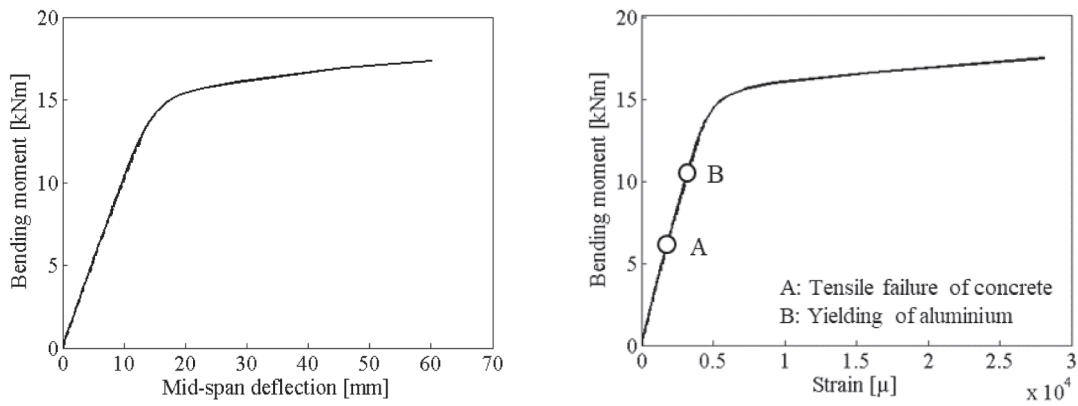 20
15
10
5
0
Bending moment [kNm]
0 10 20 30 40 50 60 70
Mid-span deflection [mm]
20
15
10
5
0
Bending moment [kNm]
B
A
A: Tensile failure of concrete
B: Yielding of aluminium
0 0.5 1 1.5 2 2.5 3
Strain [µ]
x 10⁴